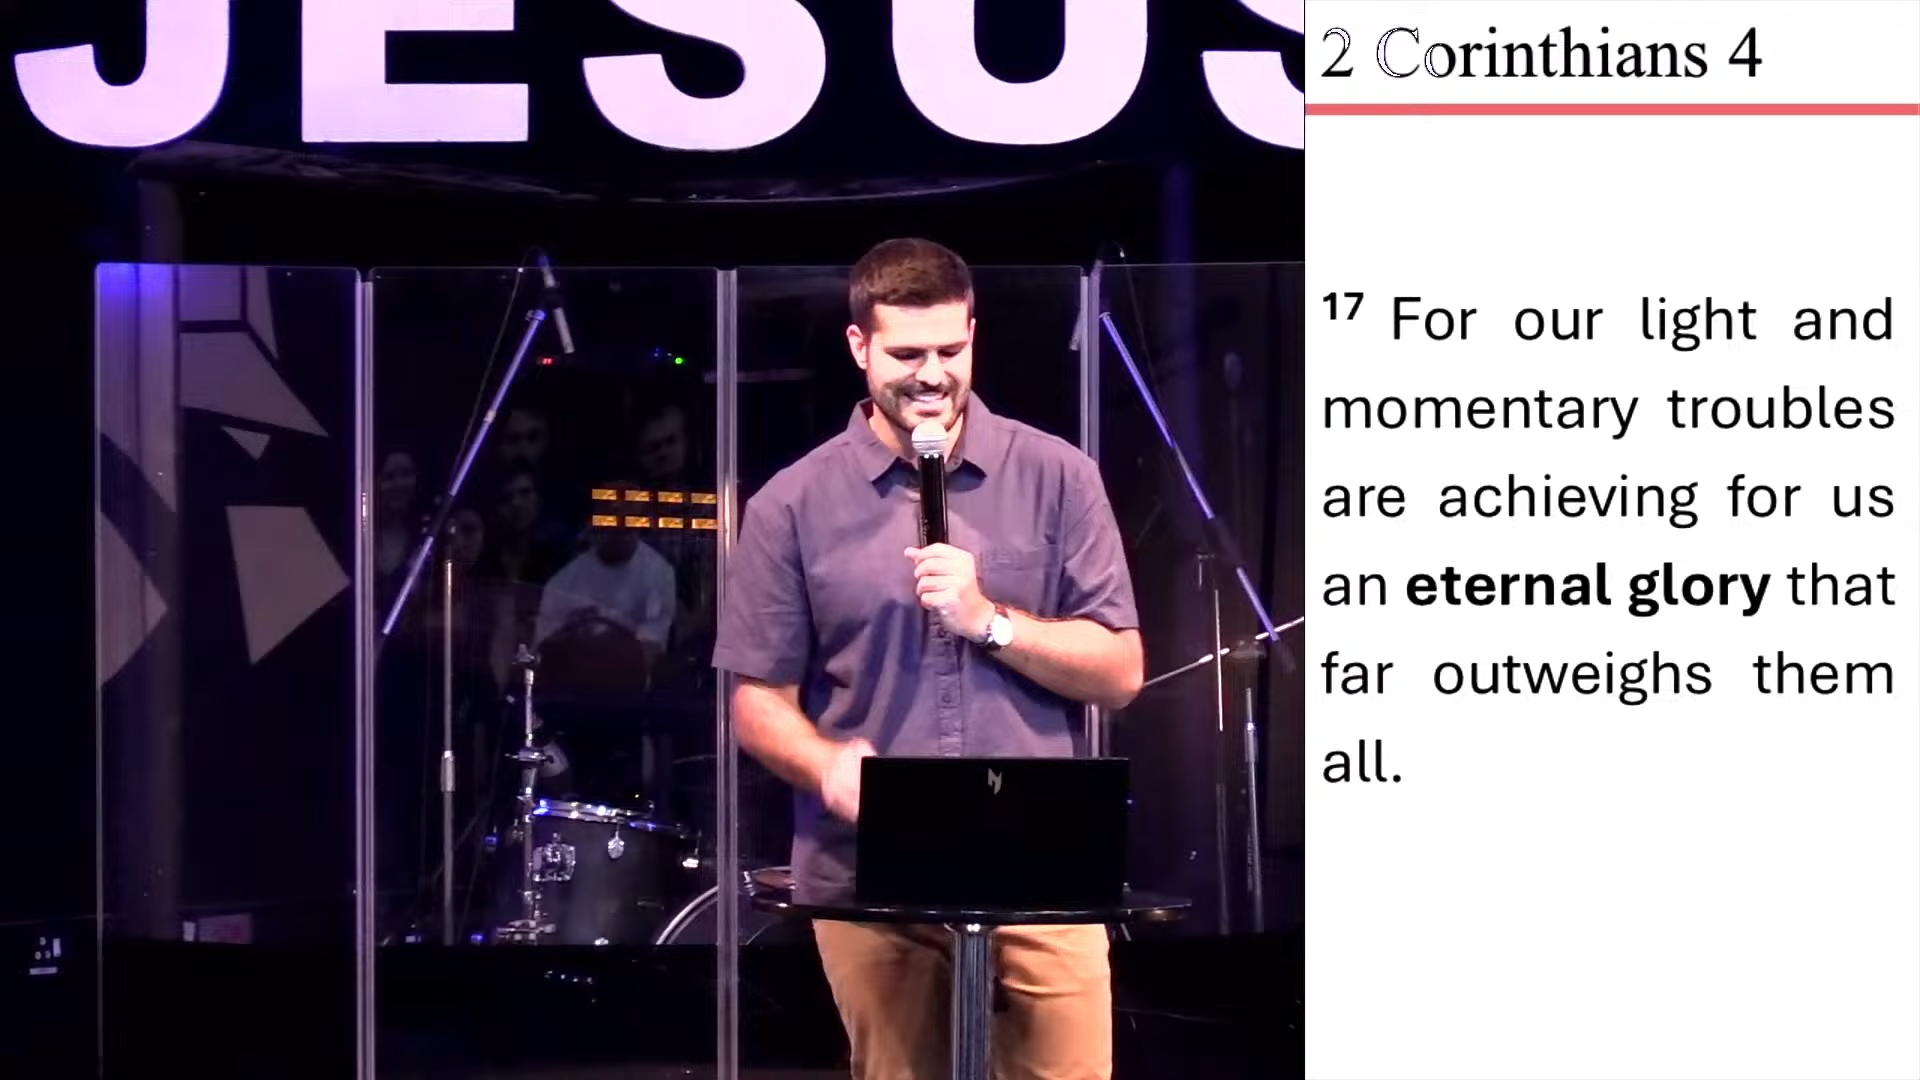 JESUS
2 Corinthians 4
17 For our light and
momentary troubles
are achieving for us
an eternal glory that
far outweighs them
all.